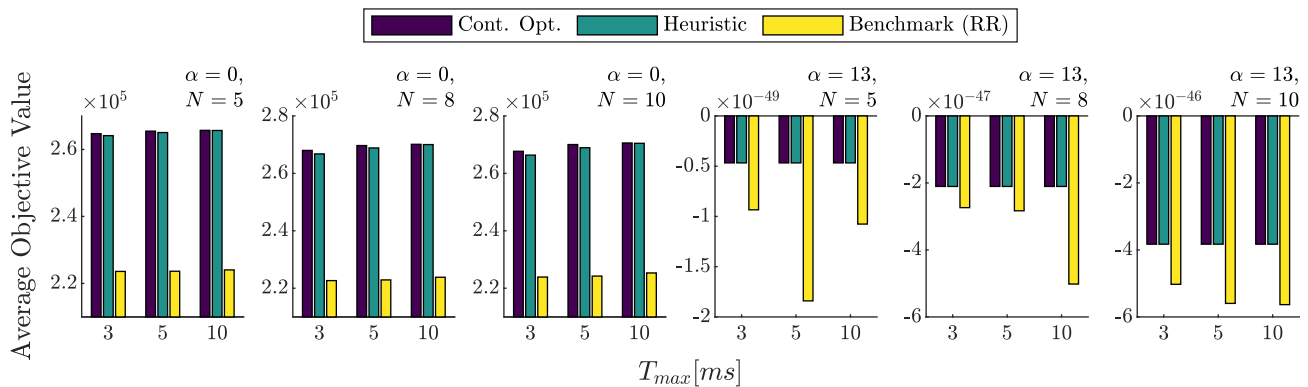 Cont. Opt. Heuristic Benchmark (RR)
Average Objective Value
α = 0,
N = 5
×10^5
2.6
2.4
2.2
3 5 10
α = 0,
N = 8
×10^5
2.8
2.6
2.4
2.2
3 5 10
α = 0,
N = 10
×10^5
2.8
2.6
2.4
2.2
3 5 10
α = 13,
N = 5
×10^-49
0
-0.5
-1
-1.5
-2
3 5 10
α = 13,
N = 8
×10^-47
0
-2
-4
-6
3 5 10
α = 13,
N = 10
×10^-46
0
-2
-4
-6
3 5 10
T_max[ms]